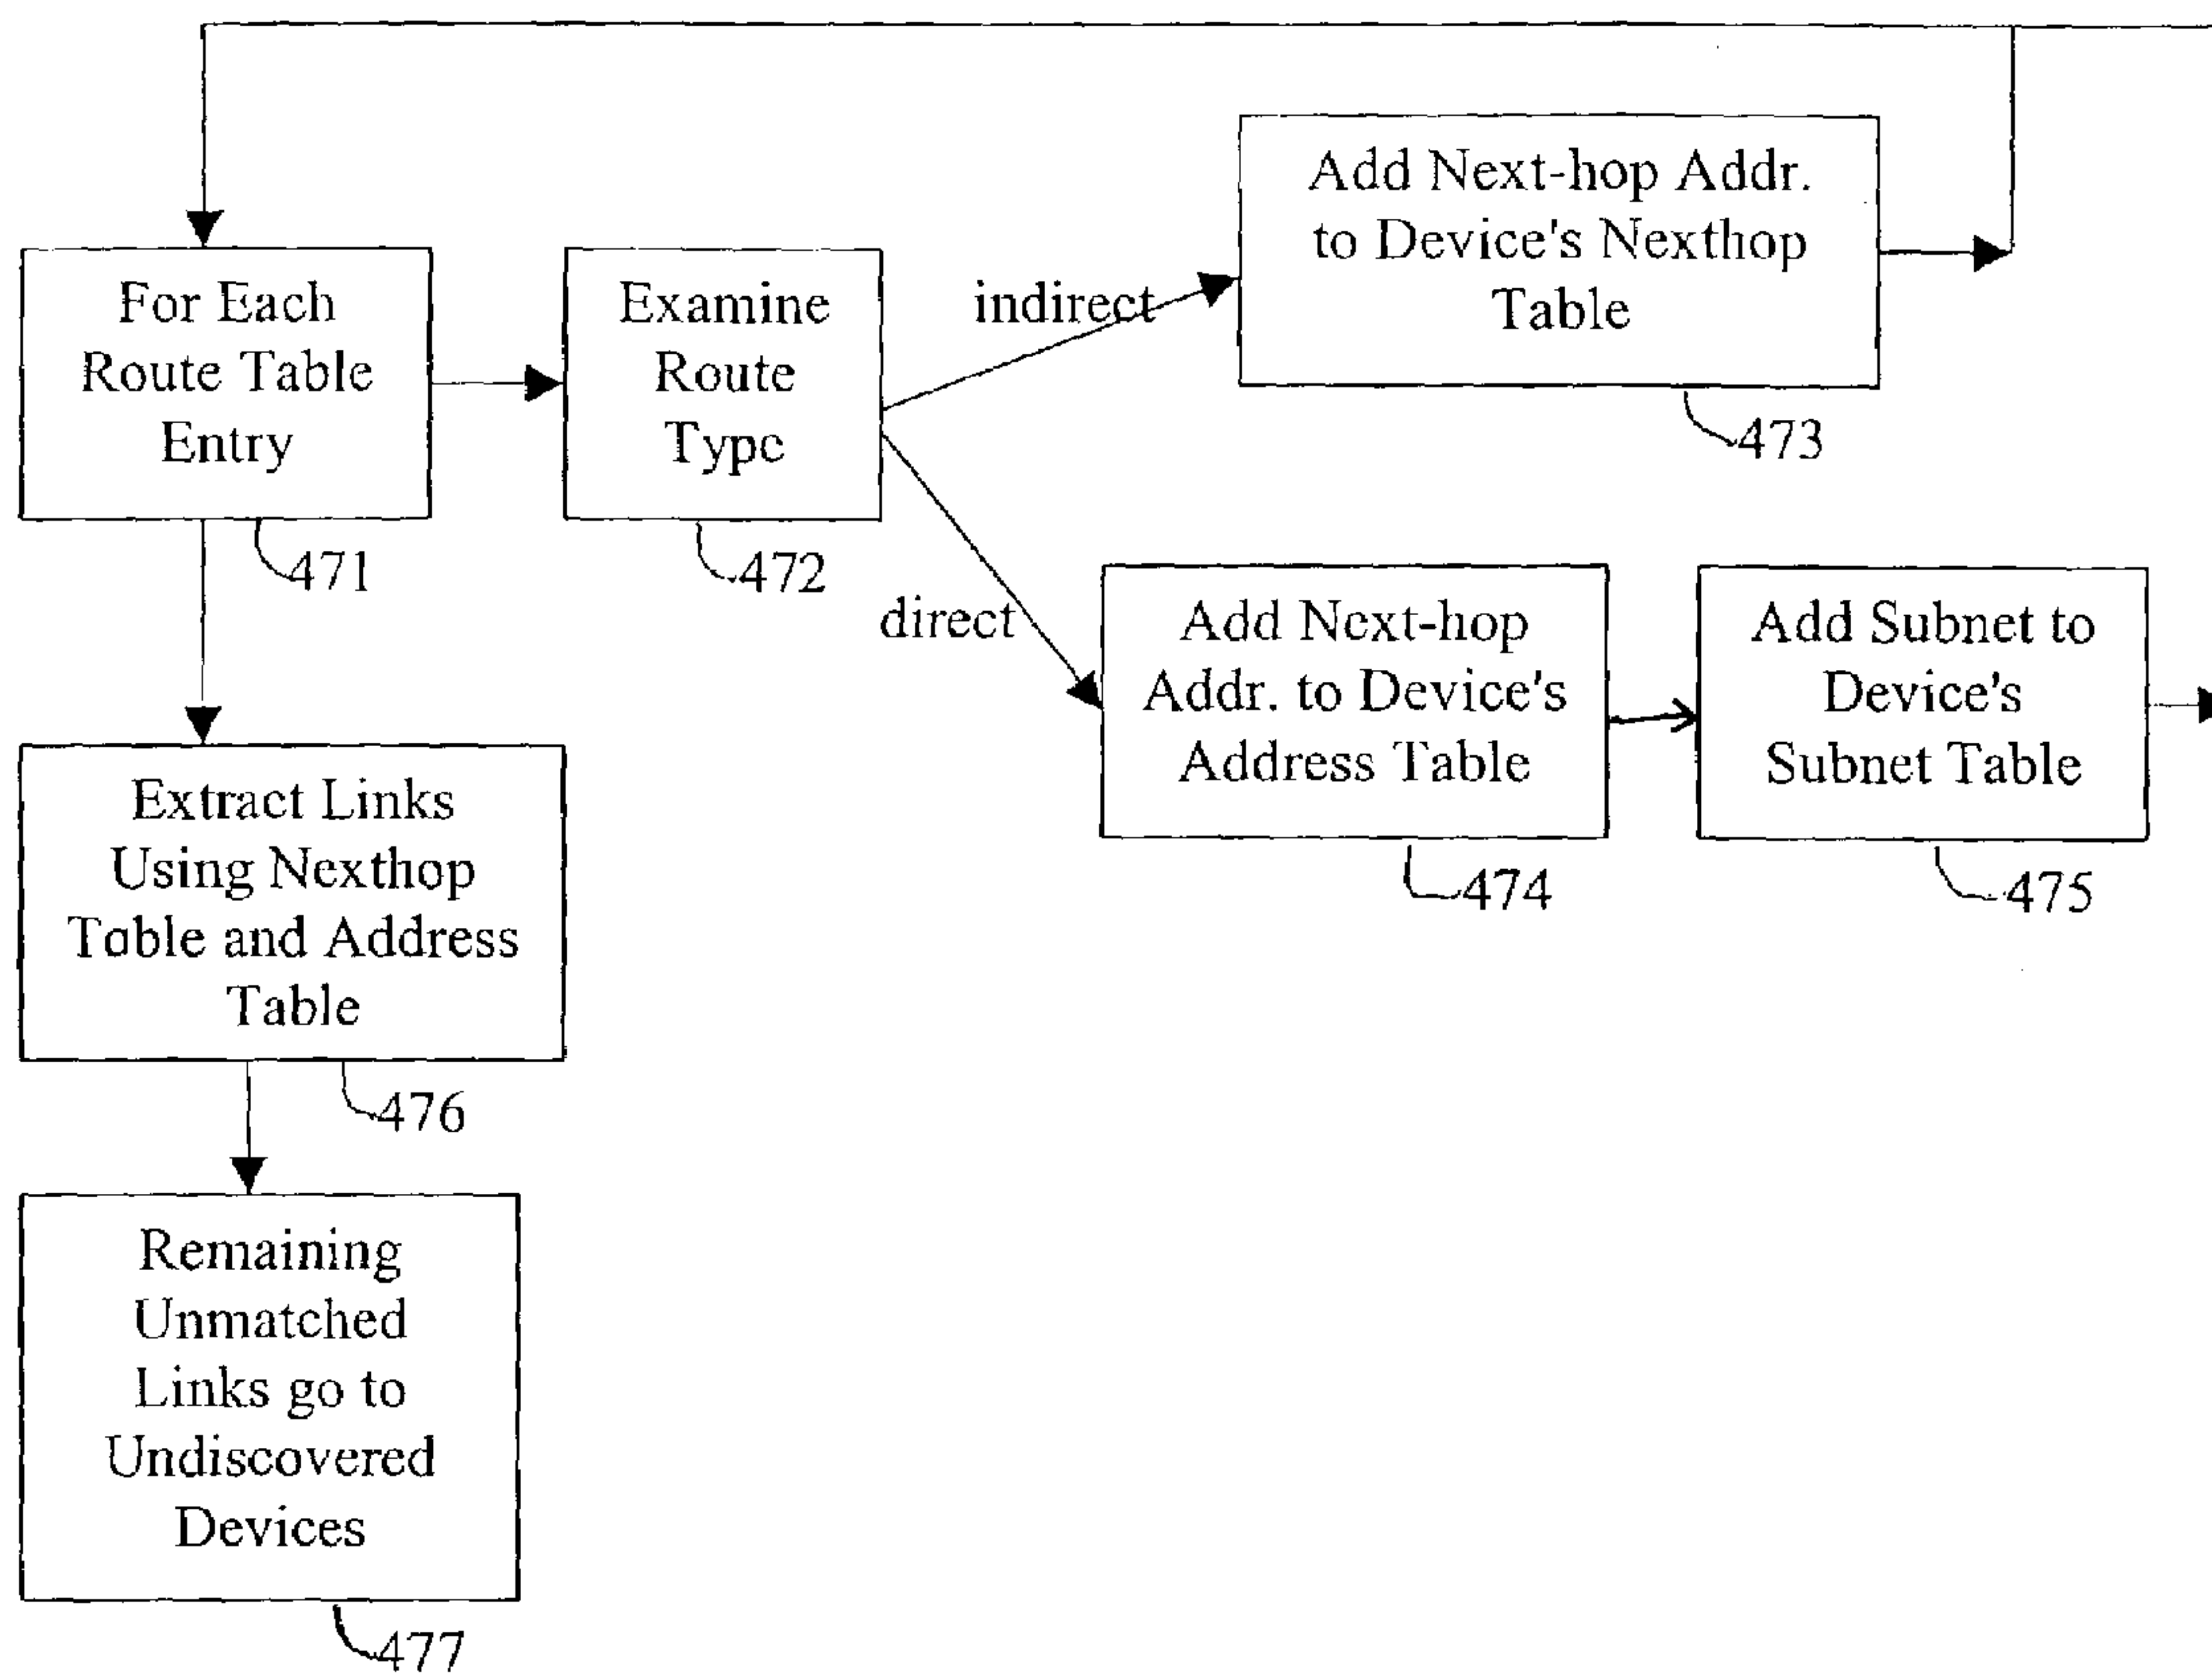 For Each
Route Table
Entry
471
Examine
Route
Type
472
indirect
Add Next-hop Addr.
to Device's Nexthop
Table
473
direct
Add Next-hop
Addr. to Device's
Address Table
474
Add Subnet to
Device's
Subnet Table
475
Extract Links
Using Nexthop
Table and Address
Table
476
Remaining
Unmatched
Links go to
Undiscovered
Devices
477